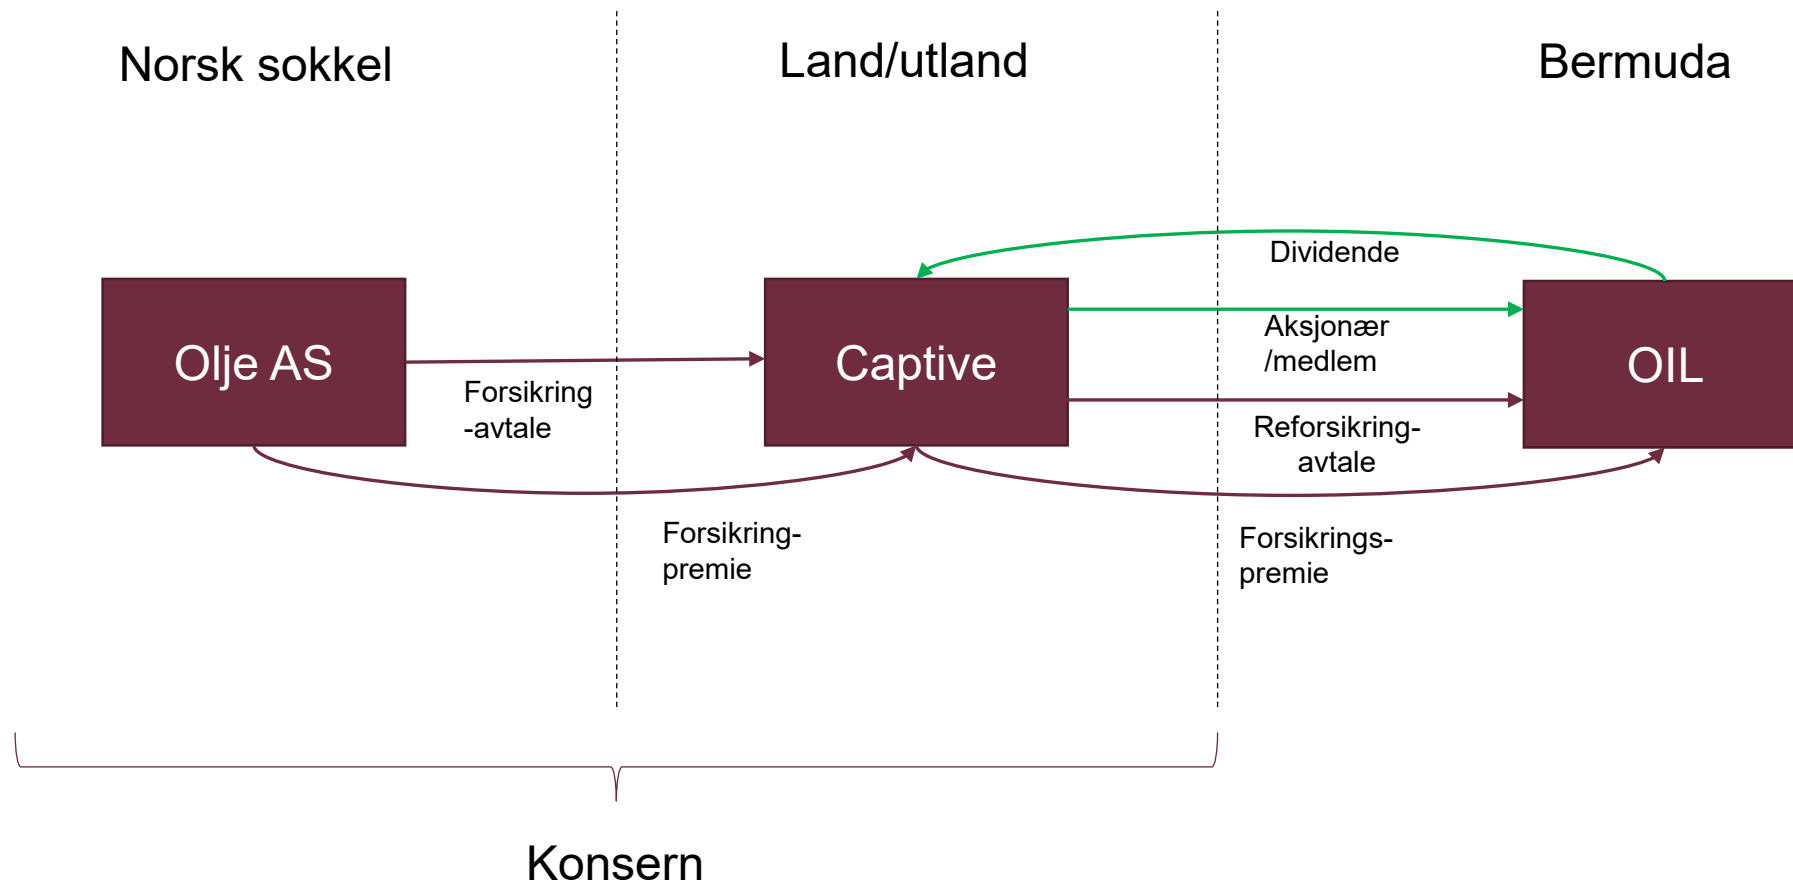 Norsk sokkel
Land/utland
Bermuda
Dividende
Olje AS
Captive
OIL
Aksjonær
/medlem
Forsikring
-avtale
Reforsikring-
avtale
Forsikring-
premie
Forsikrings-
premie
Konsern